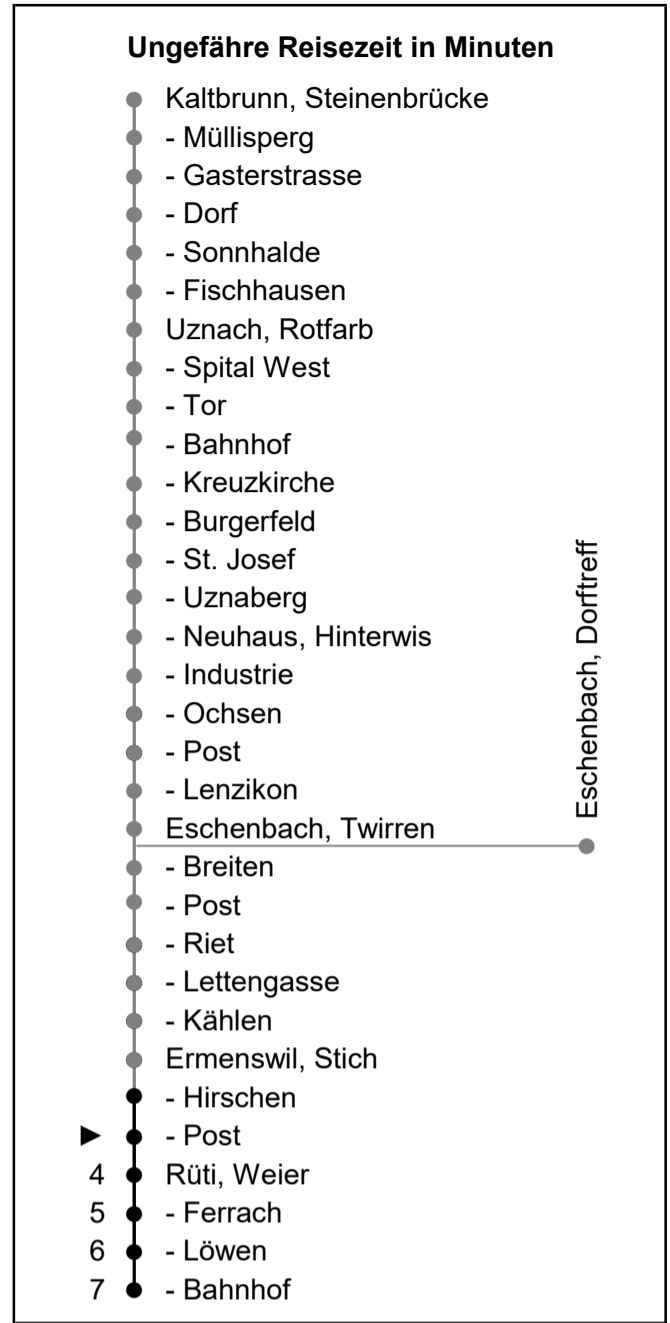 Ungefähre Reisezeit in Minuten
Kaltbrunn, Steinenbrücke
- Müllisperg
- Gasterstrasse
- Dorf
- Sonnhalde
- Fischhausen
Uznach, Rotfarb
- Spital West
- Tor
- Bahnhof
- Kreuzkirche
- Burgerfeld
- St. Josef
- Uznaberg
- Neuhaus, Hinterwis
- Industrie
- Ochsen
- Post
- Lenzikon
Eschenbach, Twirren
Eschenbach, Dorftreff
- Breiten
- Post
- Riet
- Lettengasse
- Kählen
Ermenswil, Stich
- Hirschen
► - Post
4 Rüti, Weier
5 - Ferrach
6 - Löwen
7 - Bahnhof